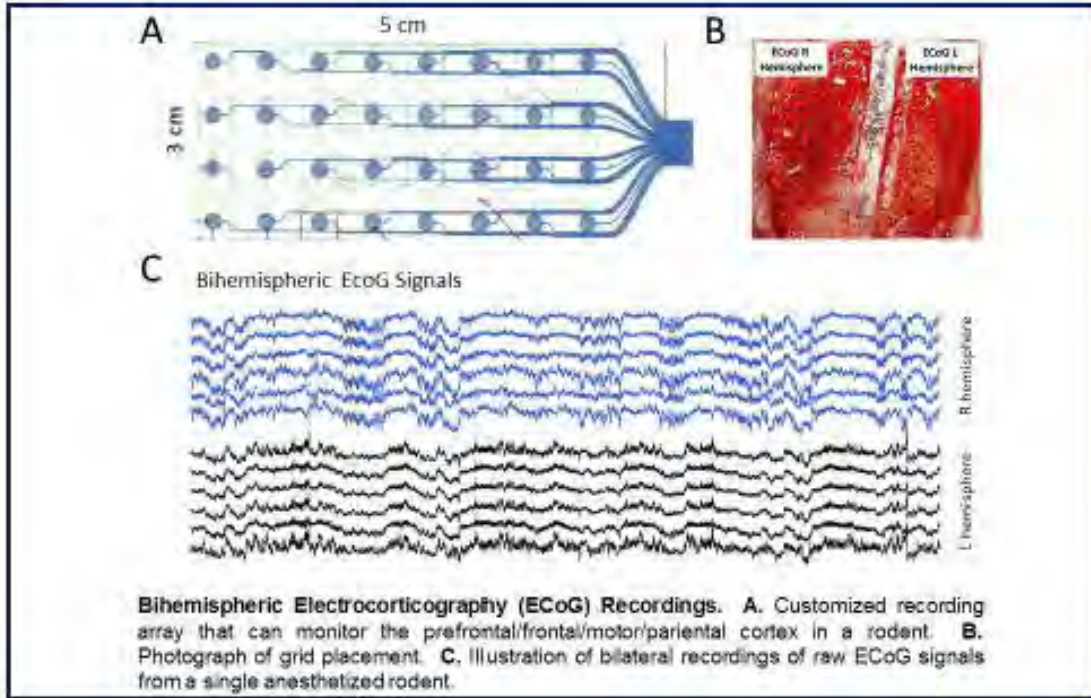 A
5 cm
3 cm
B
ECoG R
Hemisphere
ECoG L
Hemisphere
C
Bihemispheric EcoG Signals
R hemisphere
L hemisphere
Bihemispheric Electrocorticography (ECoG) Recordings. A. Customized recording
array that can monitor the prefrontal/frontal/motor/pariental cortex in a rodent. B.
Photograph of grid placement. C. Illustration of bilateral recordings of raw ECoG signals
from a single anesthetized rodent.